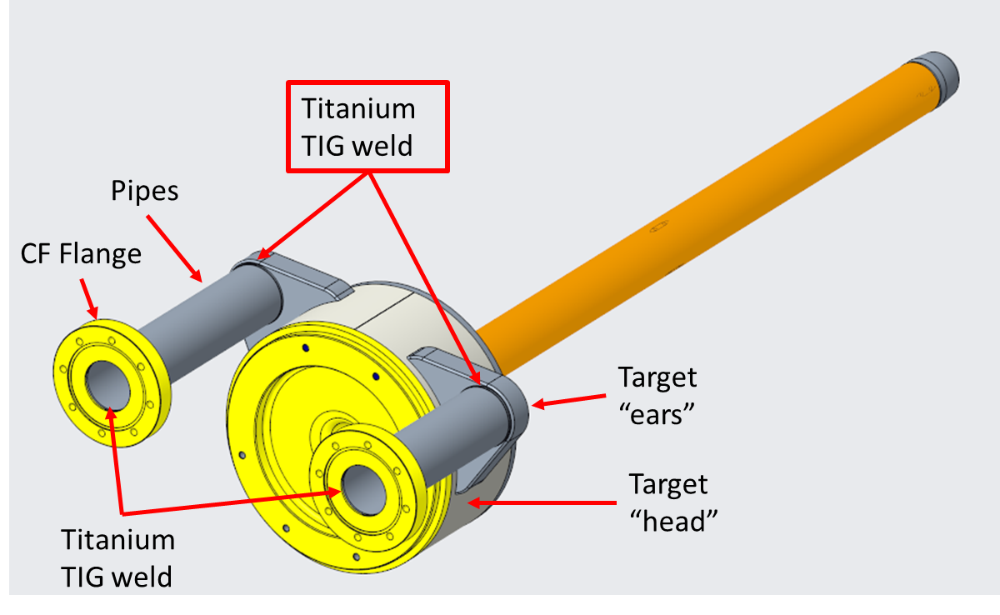 Titanium
TIG weld
Pipes
CF Flange
Target
“ears”
Target
“head”
Titanium
TIG weld